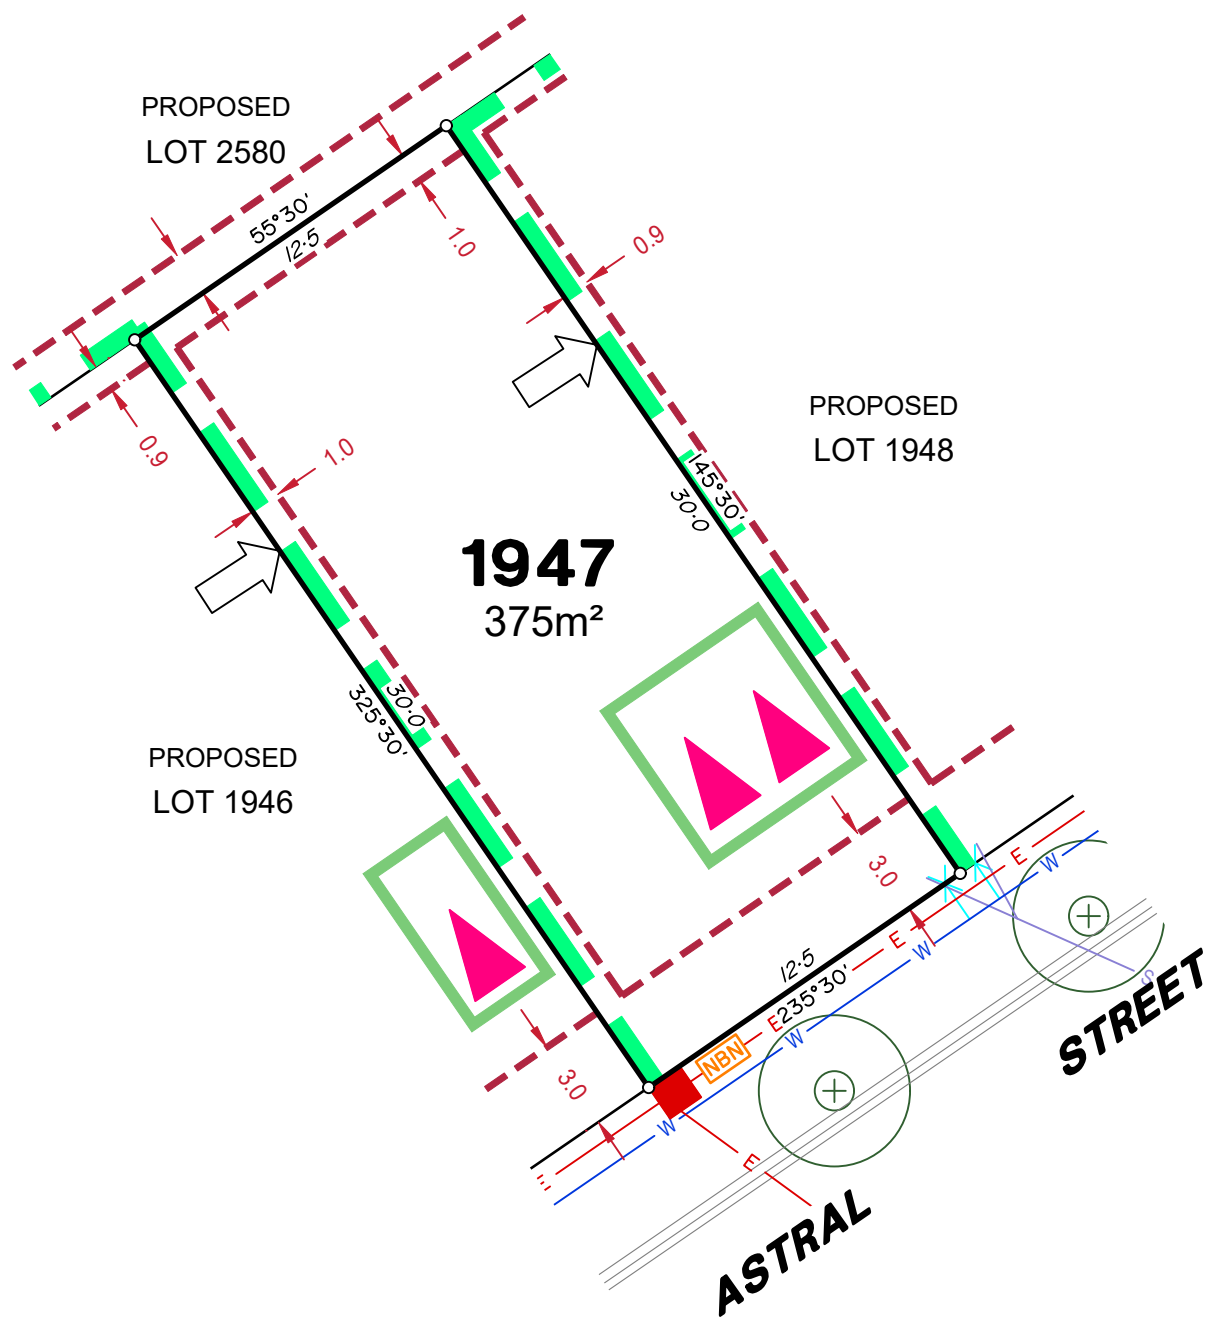 PROPOSED
LOT 2580
55°30'
12·5
1.0
0.9
0.9
1.0
PROPOSED
LOT 1948
145°30'
30·0
1947
375m²
30·0
325°30'
PROPOSED
LOT 1946
3.0
3.0
12·5
235°30'
E
W
E
W
E
W
NBN
W
E
E
S
ASTRAL STREET